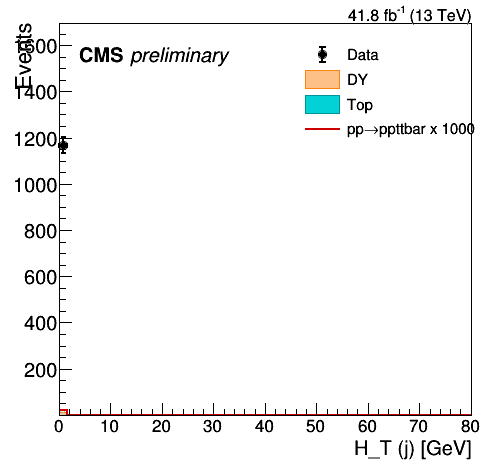 41.8 fb⁻¹ (13 TeV)
Events
CMS preliminary
Data
DY
Top
pp→ppttbar x 1000
1600
1400
1200
1000
800
600
400
200
0 10 20 30 40 50 60 70 80
H_T (j) [GeV]